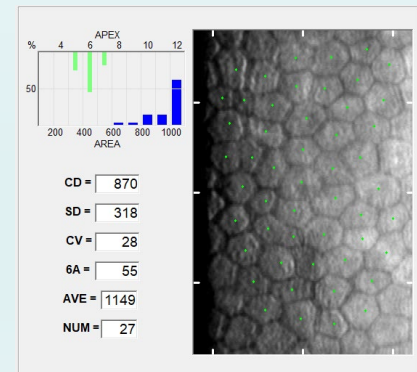 APEX
% 4 6 8 10 12
50
200 400 600 800 1000
AREA
CD = 870
SD = 318
CV = 28
6A = 55
AVE = 1149
NUM = 27